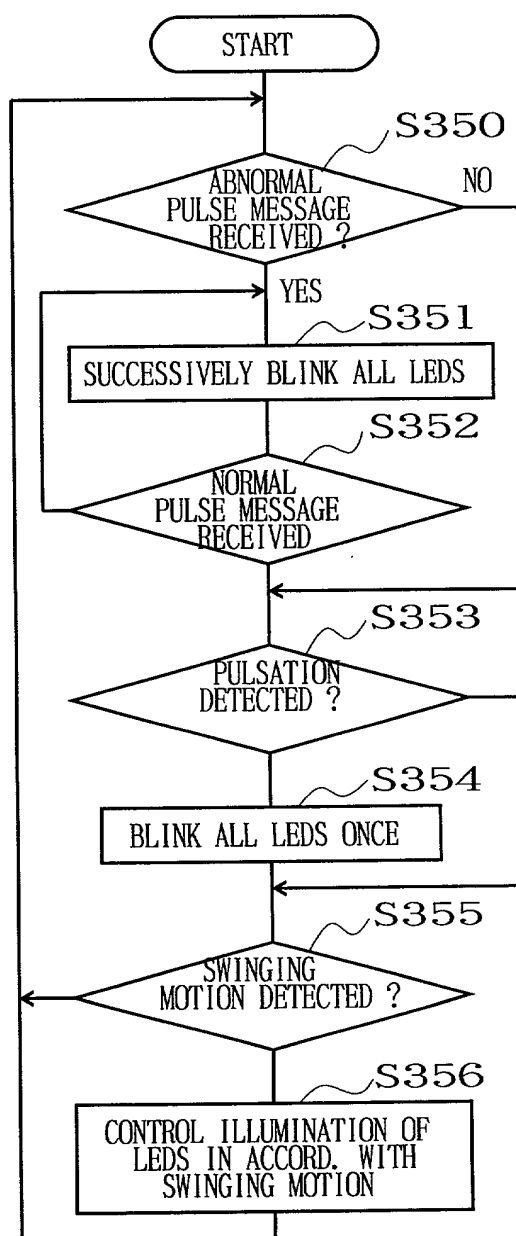 START
S350
ABNORMAL
PULSE MESSAGE
RECEIVED ?
NO
YES
S351
SUCCESSIVELY BLINK ALL LEDS
S352
NORMAL
PULSE MESSAGE
RECEIVED
S353
PULSATION
DETECTED ?
S354
BLINK ALL LEDS ONCE
S355
SWINGING
MOTION DETECTED ?
S356
CONTROL ILLUMINATION OF
LEDS IN ACCORD. WITH
SWINGING MOTION